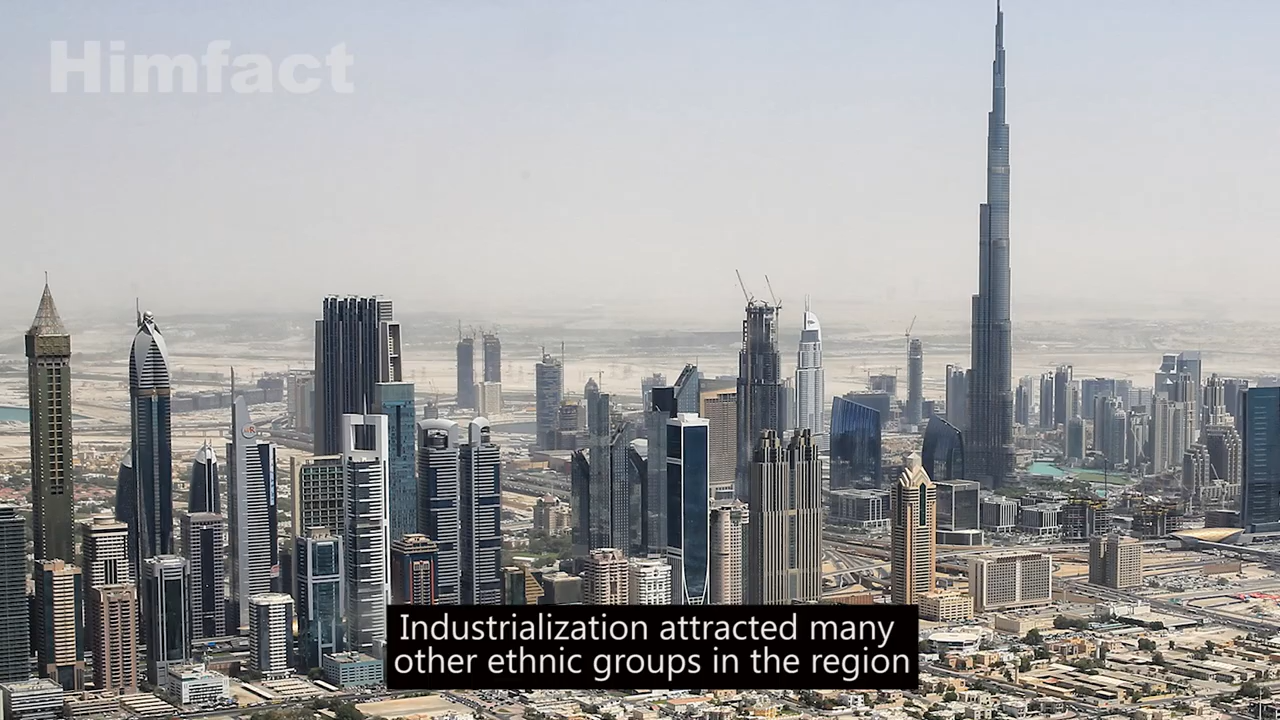 Himfact
Industrialization attracted many
other ethnic groups in the region